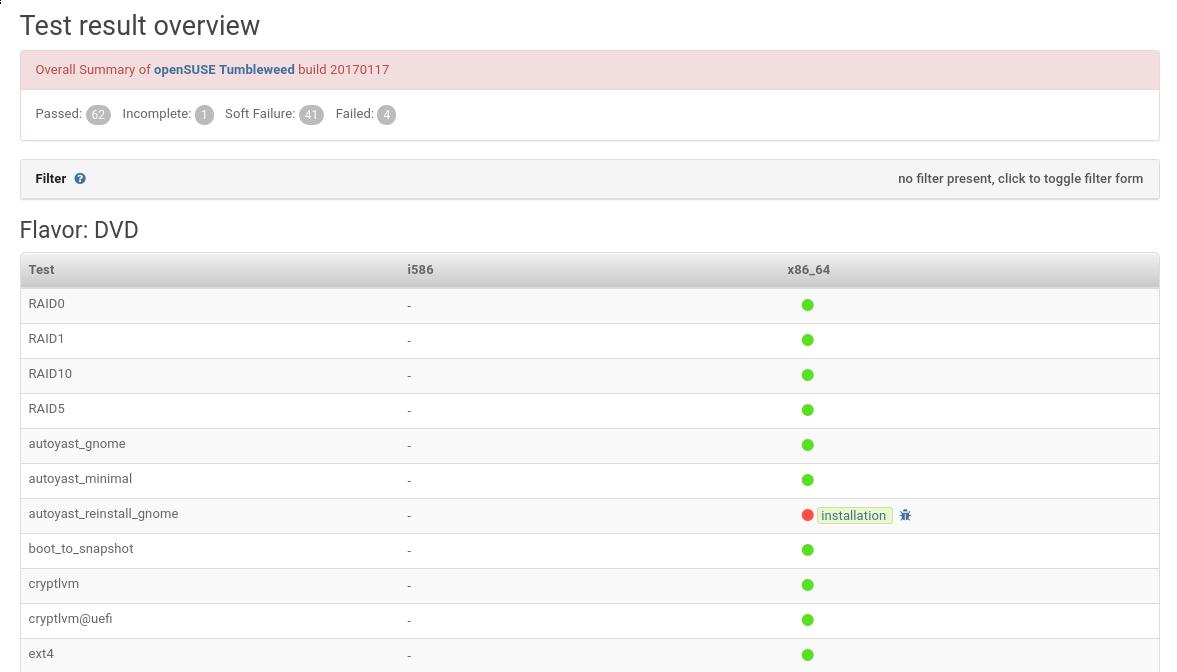 Test result overview
Overall Summary of openSUSE Tumbleweed build 20170117
Passed: 62 Incomplete: 1 Soft Failure: 41 Failed: 4
Filter ? no filter present, click to toggle filter form
Flavor: DVD
Test i586 x86_64
RAID0 -
RAID1 -
RAID10 -
RAID5 -
autoyast_gnome -
autoyast_minimal -
autoyast_reinstall_gnome - installation
boot_to_snapshot -
cryptlvm -
cryptlvm@uefi -
ext4 -